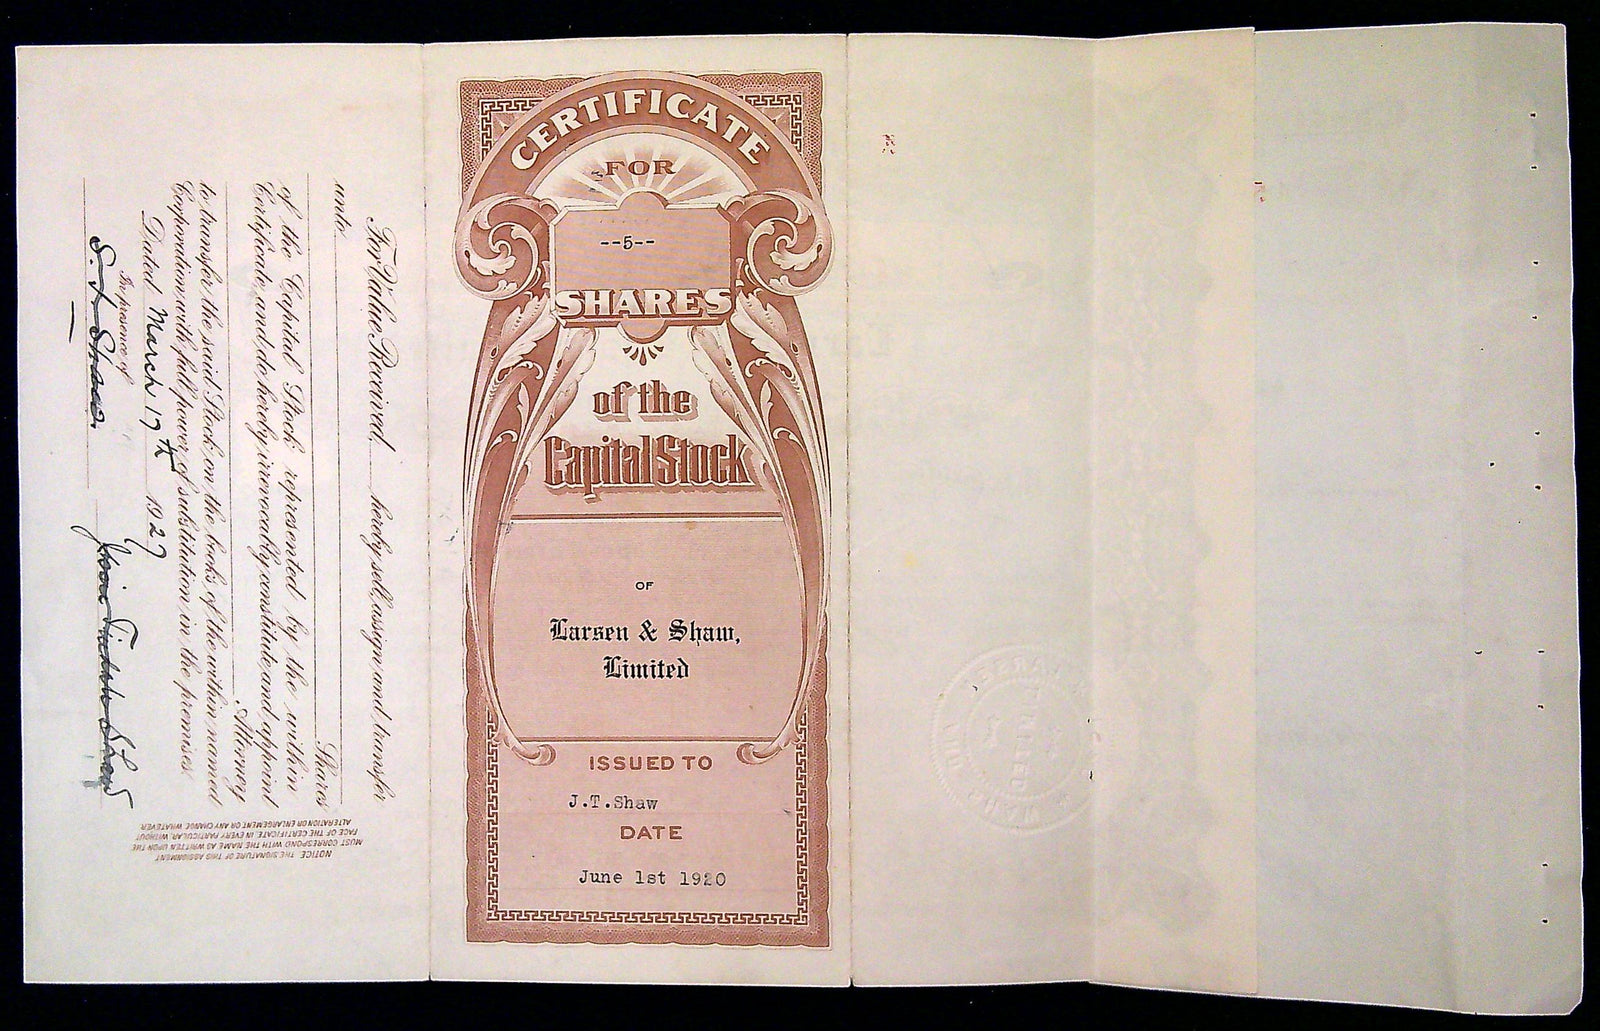 CERTIFICATE
FOR
--5--
SHARES
of the
Capital Stock
OF
Larsen & Shaw,
Limited
ISSUED TO
J.T.Shaw
DATE
June 1st 1920
For Value Received, hereby sell, assign and transfer
unto
Shares
of the Capital Stock represented by the within
Certificate, and do hereby irrevocably constitute and appoint
Attorney
to transfer the said Stock on the books of the within named
Corporation with full power of substitution in the premises.
Dated March 17th 1927
In presence of
Shaw
Shaw
NOTICE. THE SIGNATURE OF THIS ASSIGNMENT
MUST CORRESPOND WITH THE NAME AS WRITTEN UPON THE
FACE OF THE CERTIFICATE, IN EVERY PARTICULAR, WITHOUT
ALTERATION OR ENLARGEMENT OR ANY CHANGE WHATEVER